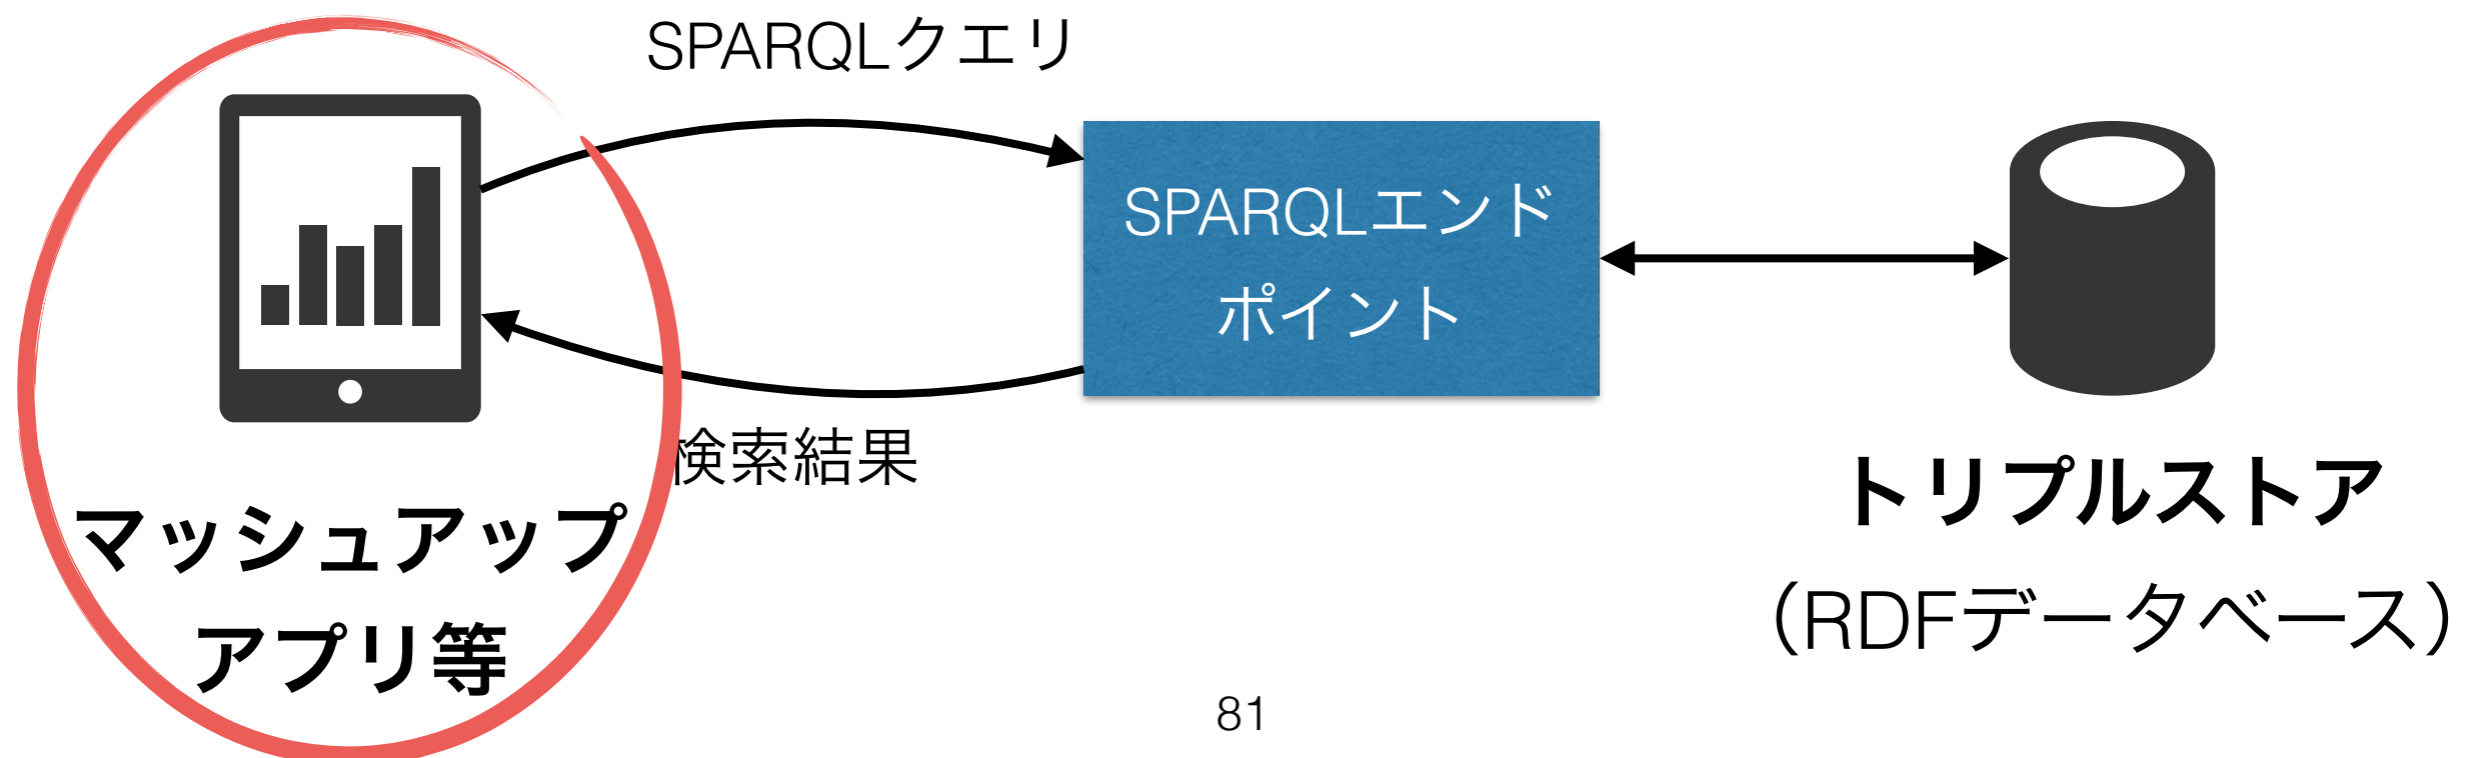 SPARQLクエリ
SPARQLエンド
ポイント
検索結果
マッシュアップ
アプリ等
トリプルストア
（RDFデータベース）
81